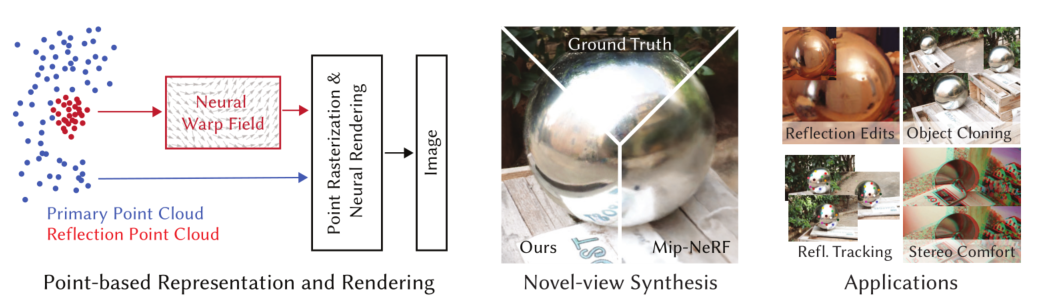 Neural
Warp Field
Primary Point Cloud
Reflection Point Cloud
Point Rasterization &
Neural Rendering
Image
Point-based Representation and Rendering
Ground Truth
Ours
Mip-NeRF
Novel-view Synthesis
Reflection Edits
Object Cloning
Refl. Tracking
Stereo Comfort
Applications